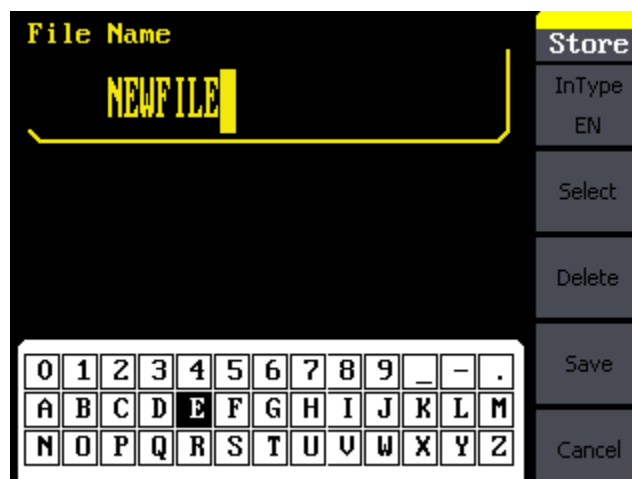 File Name
NEWFILE
0 1 2 3 4 5 6 7 8 9 _ - .
A B C D E F G H I J K L M
N O P Q R S T U V W X Y Z
Store
InType
EN
Select
Delete
Save
Cancel